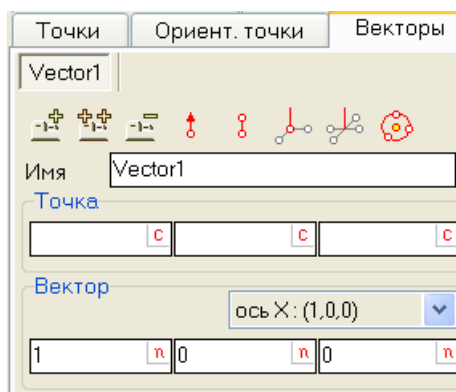 Точки Ориент. точки Векторы
Vector1
Имя Vector1
Точка
c c c
Вектор
ось X : (1,0,0)
1 n 0 n 0 n